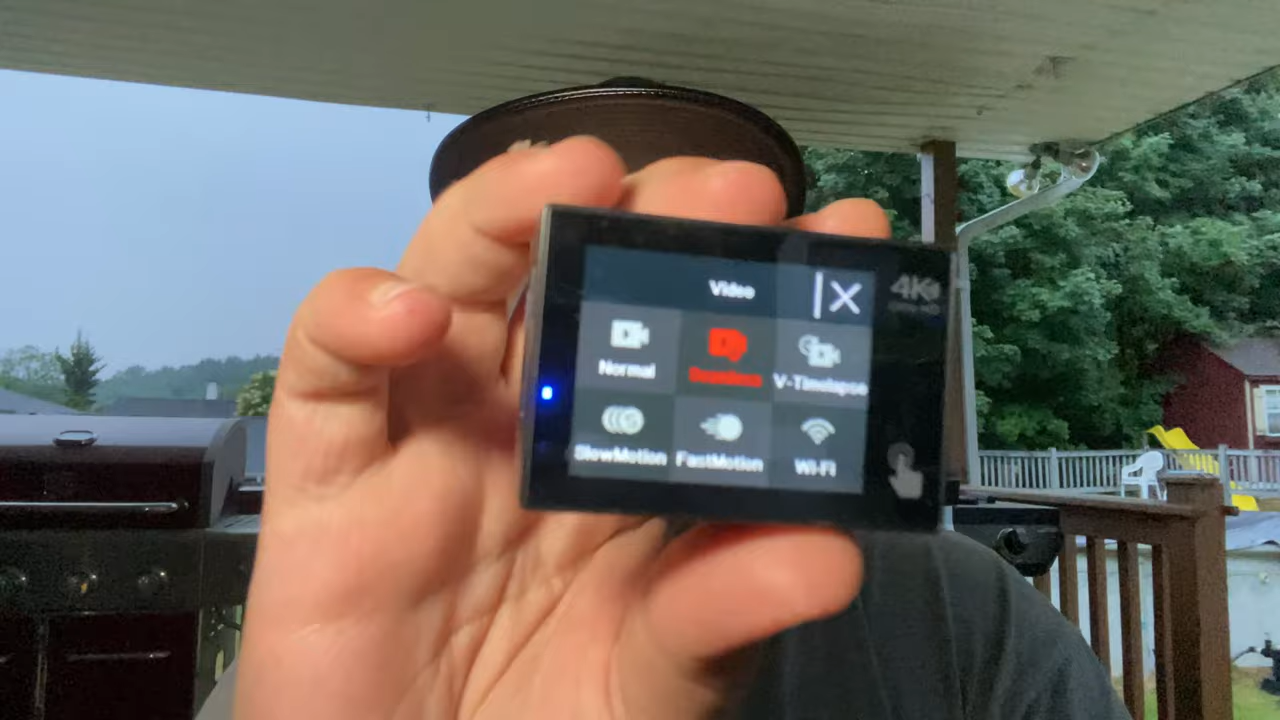 Video X
4K
Normal
V-Timelapse
SlowMotion FastMotion Wi-Fi